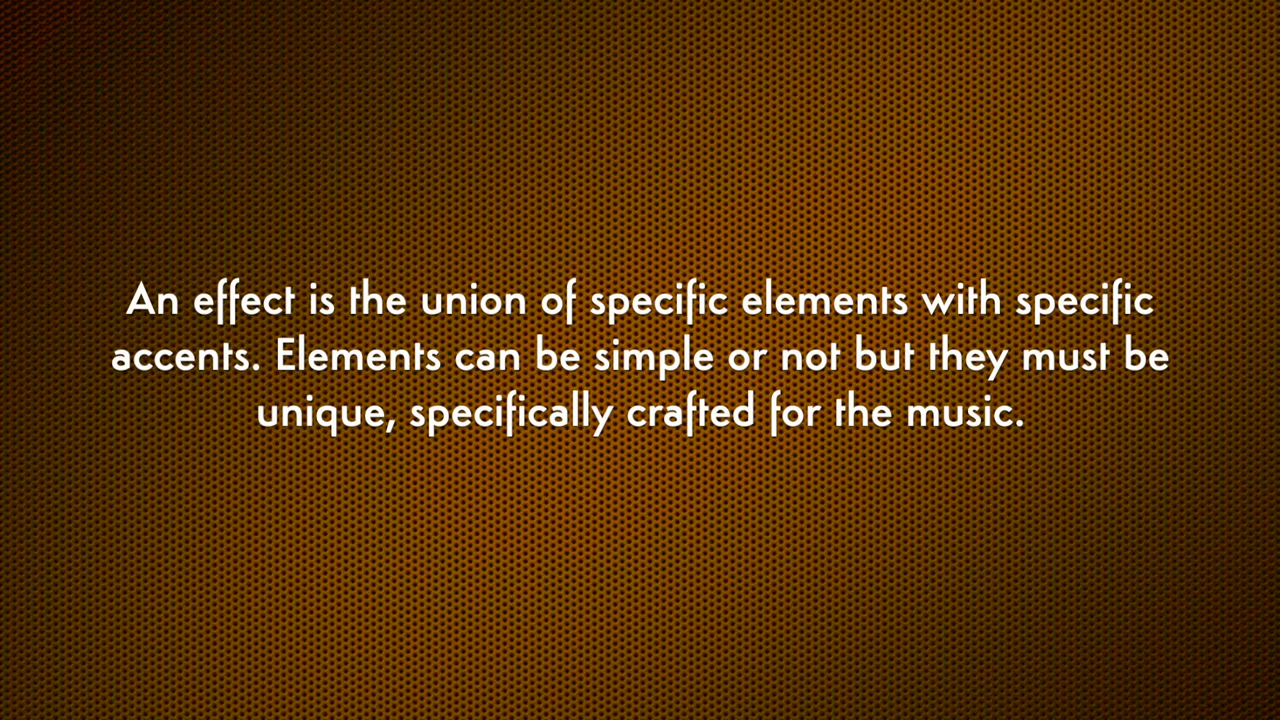 An effect is the union of specific elements with specific
accents. Elements can be simple or not but they must be
unique, specifically crafted for the music.